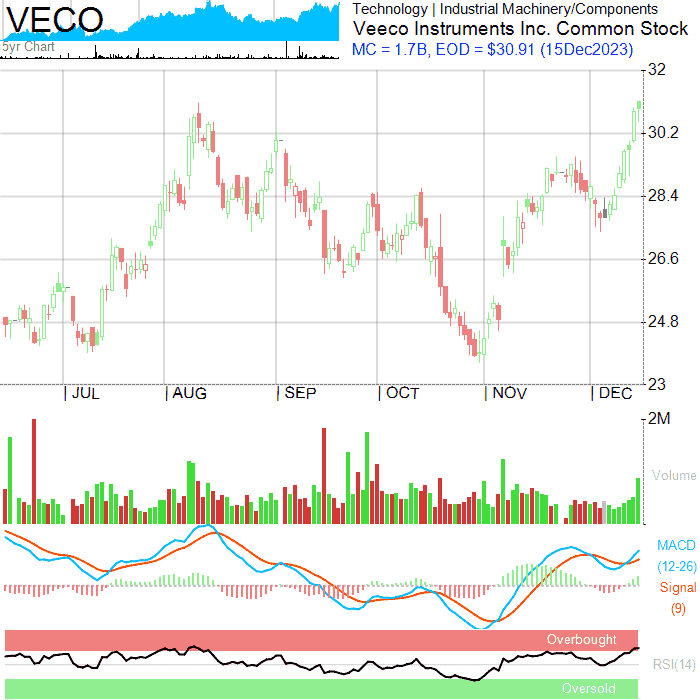 VECO
5yr Chart
Technology | Industrial Machinery/Components
Veeco Instruments Inc. Common Stock
MC = 1.7B, EOD = $30.91 (15Dec2023)
32
30.2
28.4
26.6
24.8
23
| JUL | AUG | SEP | OCT | NOV | DEC
2M
Volume
MACD
(12-26)
Signal
(9)
Overbought
RSI(14)
Oversold